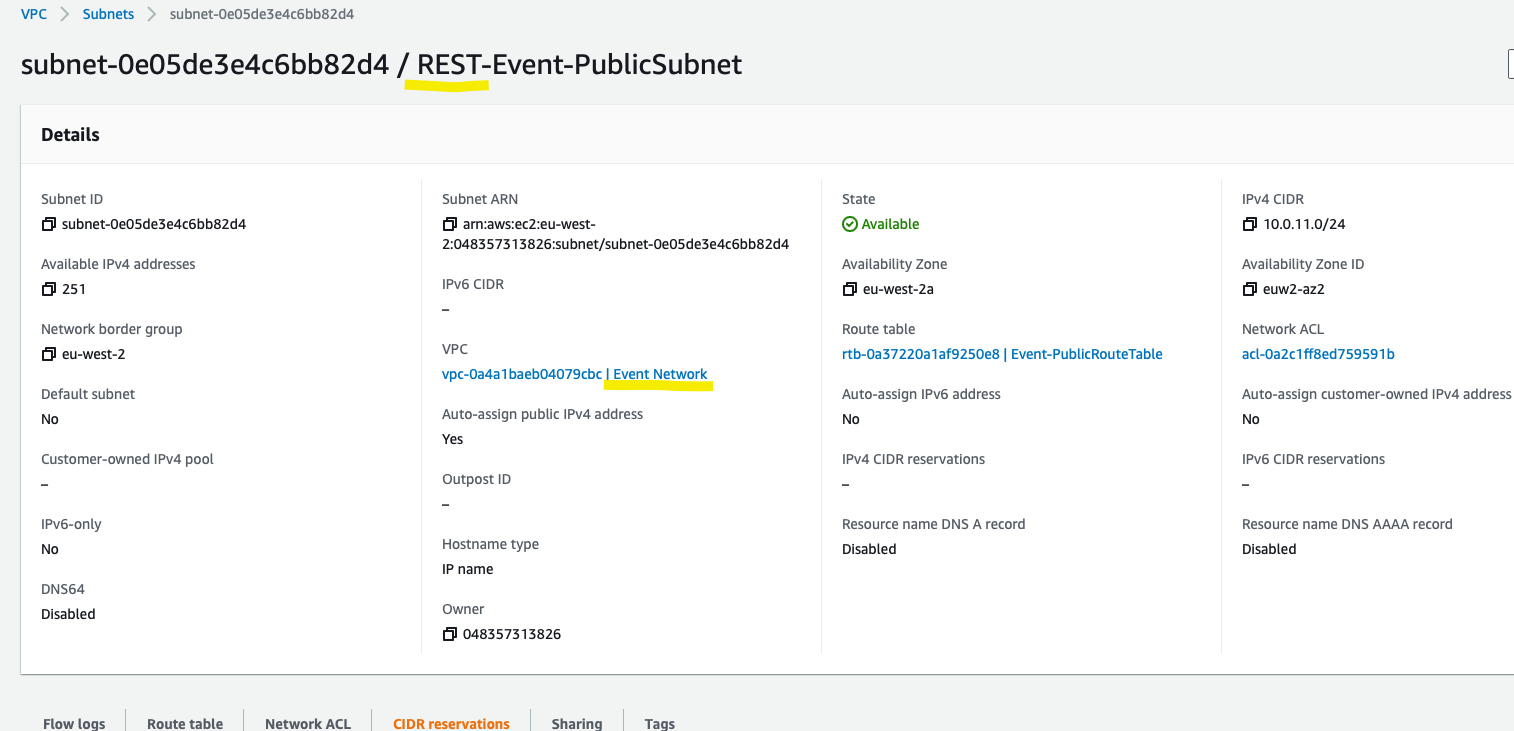 VPC > Subnets > subnet-0e05de3e4c6bb82d4
subnet-0e05de3e4c6bb82d4 / REST-Event-PublicSubnet
Details
Subnet ID
subnet-0e05de3e4c6bb82d4
Available IPv4 addresses
251
Network border group
eu-west-2
Default subnet
No
Customer-owned IPv4 pool
–
IPv6-only
No
DNS64
Disabled
Subnet ARN
arn:aws:ec2:eu-west-
2:048357313826:subnet/subnet-0e05de3e4c6bb82d4
IPv6 CIDR
–
VPC
vpc-0a4a1baeb04079cbc | Event Network
Auto-assign public IPv4 address
Yes
Outpost ID
–
Hostname type
IP name
Owner
048357313826
State
Available
Availability Zone
eu-west-2a
Route table
rtb-0a37220a1af9250e8 | Event-PublicRouteTable
Auto-assign IPv6 address
No
IPv4 CIDR reservations
–
Resource name DNS A record
Disabled
IPv4 CIDR
10.0.11.0/24
Availability Zone ID
euw2-az2
Network ACL
acl-0a2c1ff8ed759591b
Auto-assign customer-owned IPv4 address
No
IPv6 CIDR reservations
–
Resource name DNS AAAA record
Disabled
Flow logs
Route table
Network ACL
CIDR reservations
Sharing
Tags